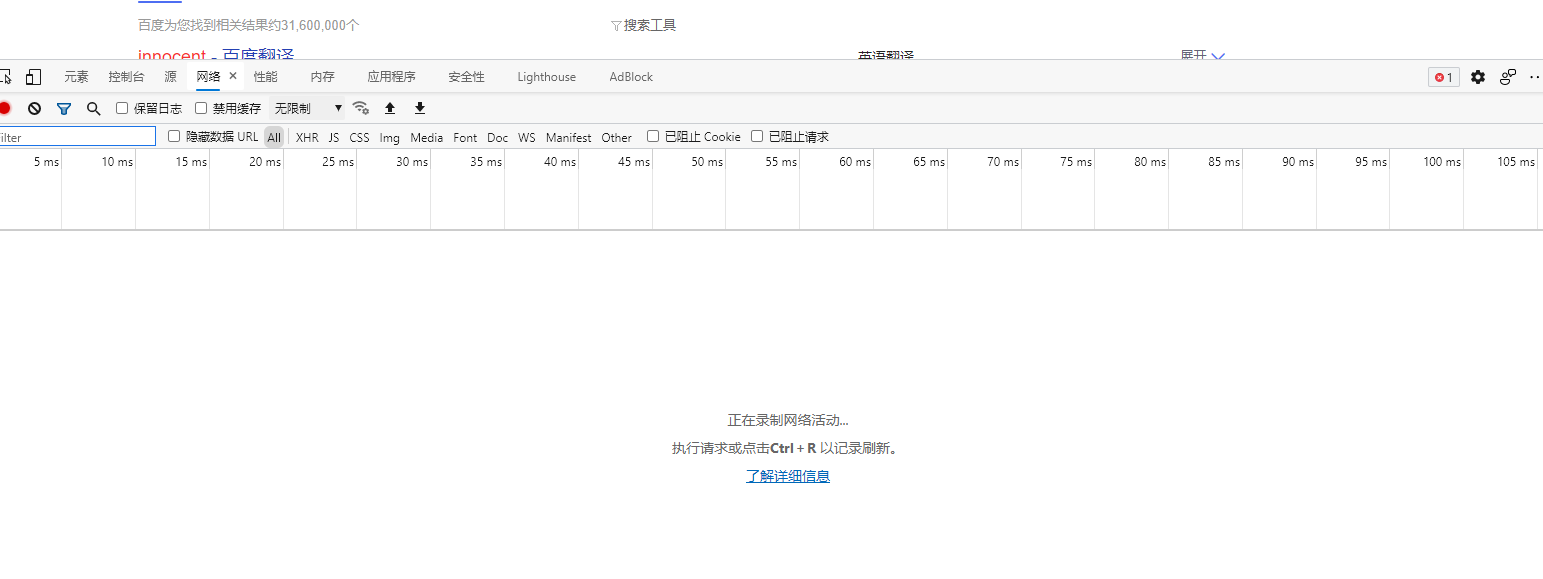 百度为您找到相关结果约31,600,000个 搜索工具
innocent - 百度翻译 英语翻译 展开
元素 控制台 源 网络 × 性能 内存 应用程序 安全性 Lighthouse AdBlock 1
保留日志 禁用缓存 无限制
Filter 隐藏数据 URL All XHR JS CSS Img Media Font Doc WS Manifest Other 已阻止 Cookie 已阻止请求
5 ms 10 ms 15 ms 20 ms 25 ms 30 ms 35 ms 40 ms 45 ms 50 ms 55 ms 60 ms 65 ms 70 ms 75 ms 80 ms 85 ms 90 ms 95 ms 100 ms 105 ms
正在录制网络活动...
执行请求或点击Ctrl + R 以记录刷新。
了解详细信息